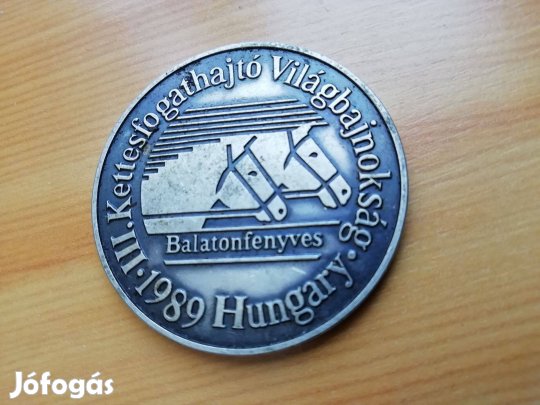 III. Kettesfogathajtó Világbajnokság.
Balatonfenyves
·1989 Hungary.
Jófogás